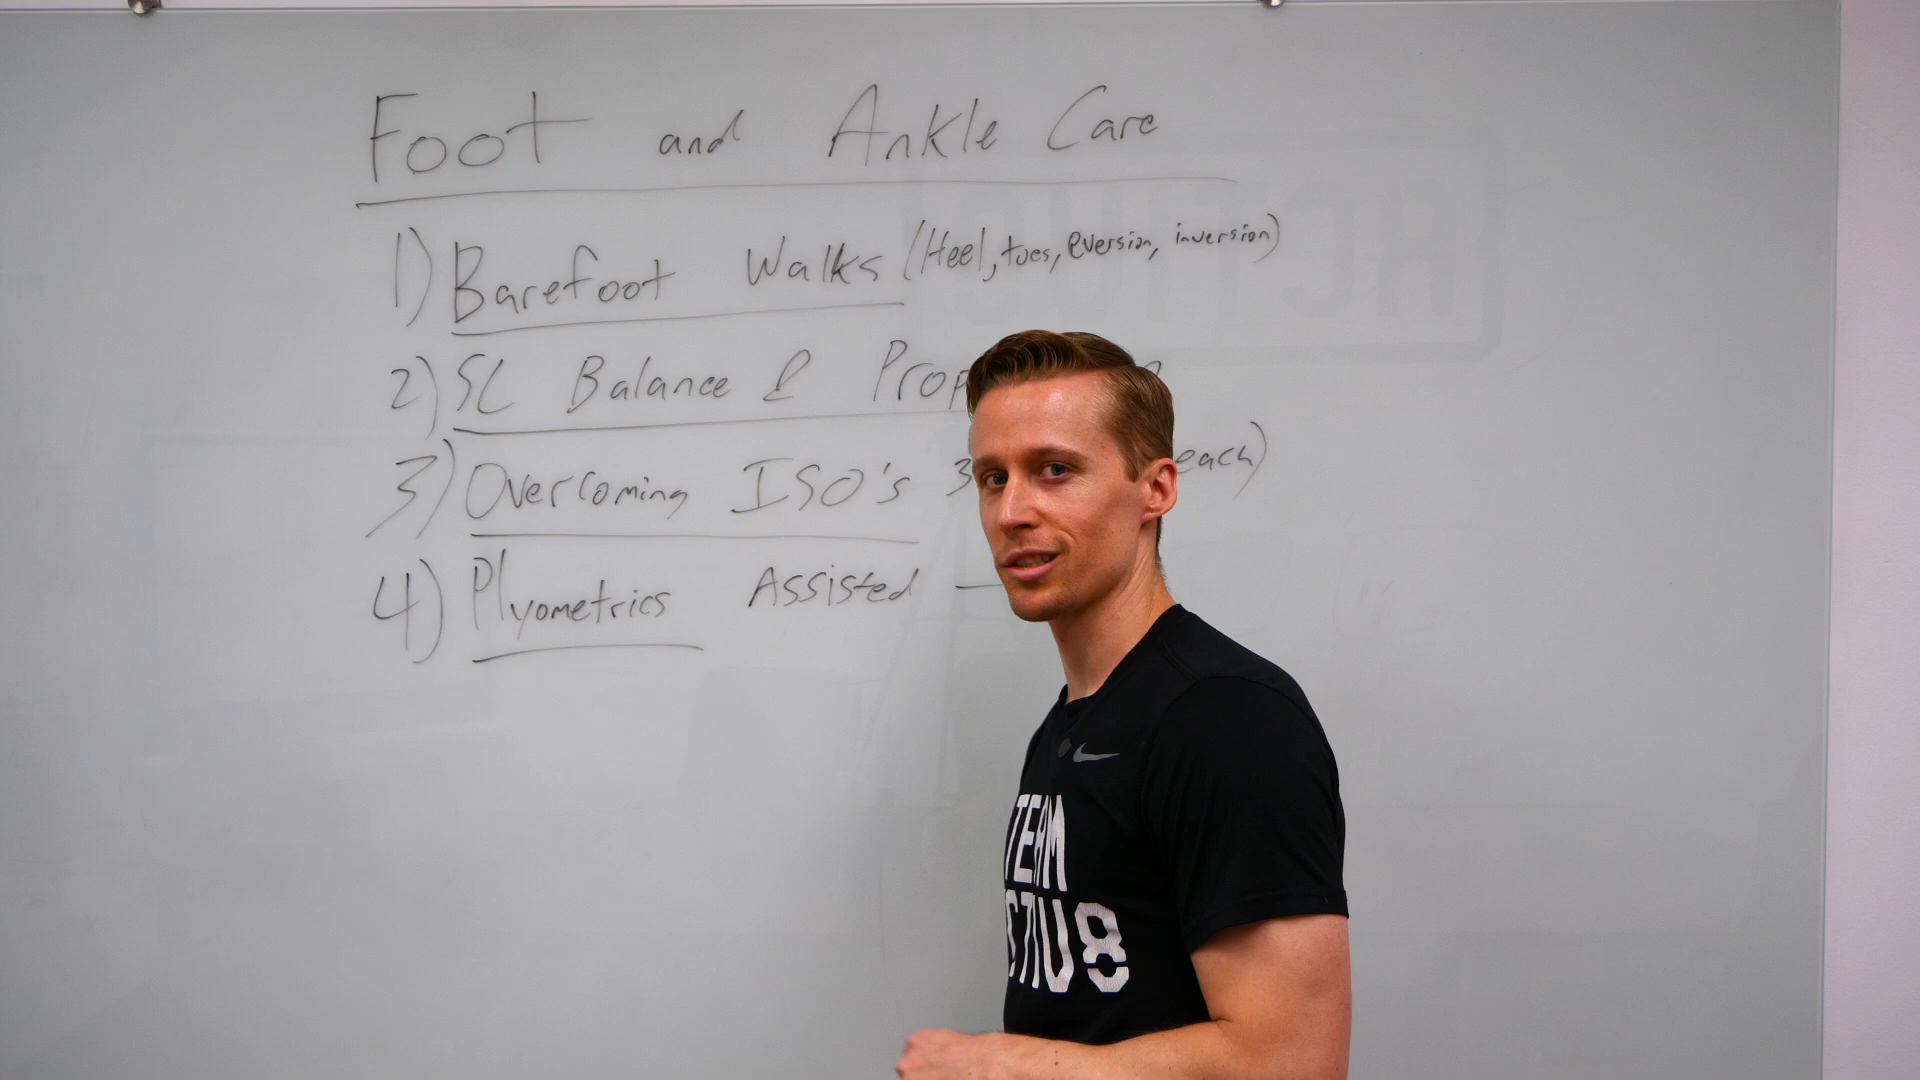 Foot and Ankle Care
1) Barefoot Walks (Heel, toes, eversion, inversion)
2) SL Balance &
3) Overcoming ISO's 3 each)
4) Plyometrics Assisted —
TEAM
CTIV8